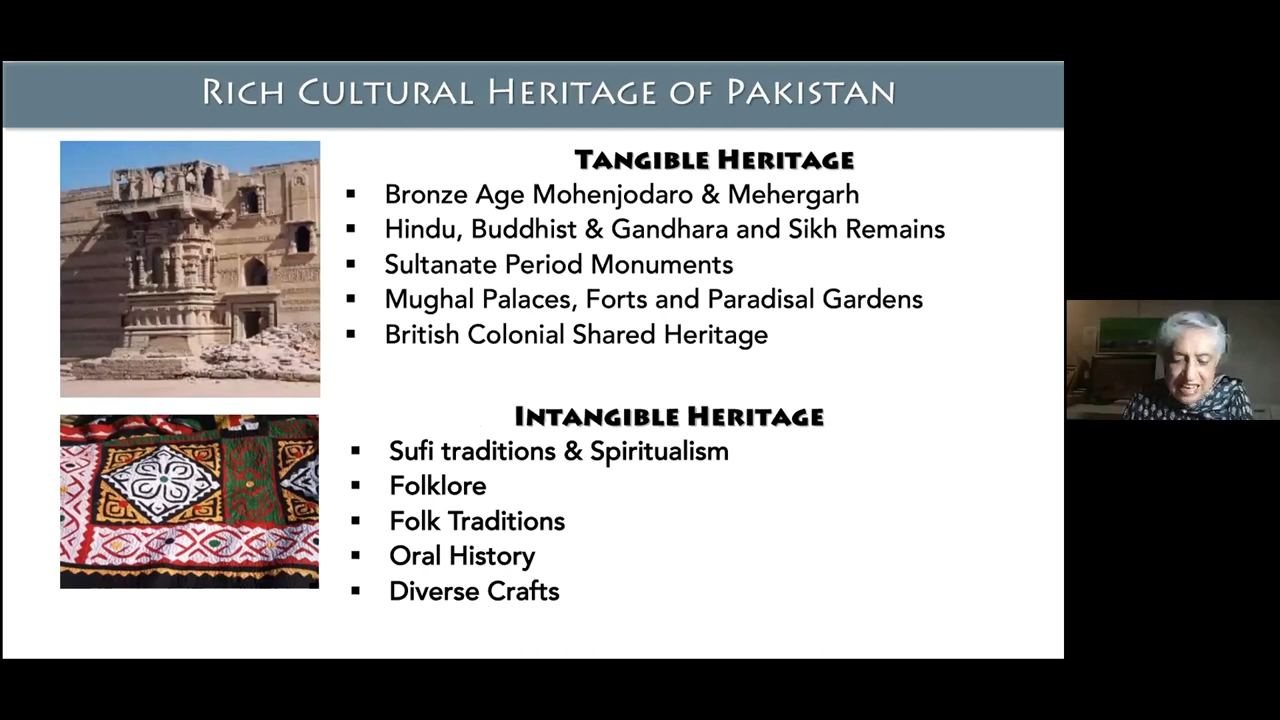 Rich Cultural Heritage of Pakistan
Tangible Heritage
▪ Bronze Age Mohenjodaro & Mehergarh
▪ Hindu, Buddhist & Gandhara and Sikh Remains
▪ Sultanate Period Monuments
▪ Mughal Palaces, Forts and Paradisal Gardens
▪ British Colonial Shared Heritage
Intangible Heritage
▪ Sufi traditions & Spiritualism
▪ Folklore
▪ Folk Traditions
▪ Oral History
▪ Diverse Crafts